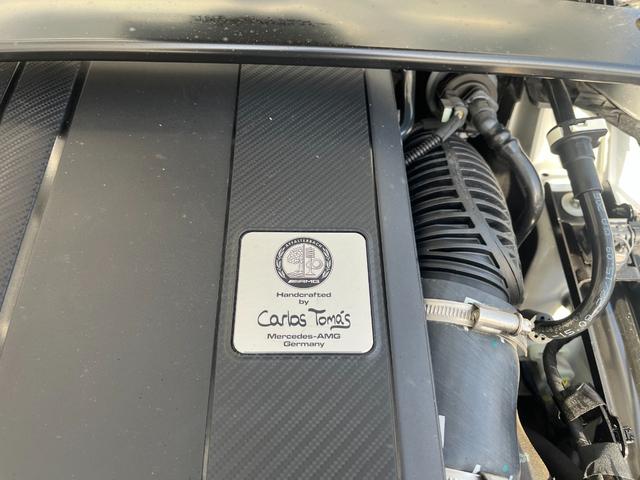 AFFALTERBACH
AMG
Handcrafted
by
Carlos Tomás
Mercedes-AMG
Germany